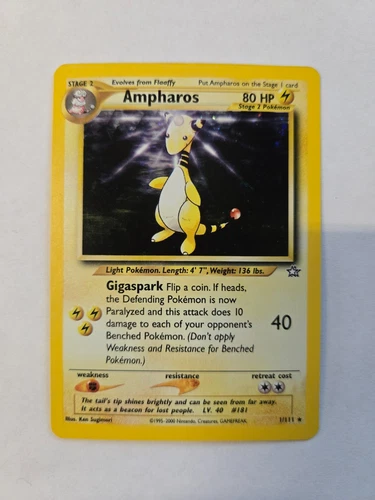 STAGE 2 Evolves from Flaaffy Put Ampharos on the Stage 1 card
Ampharos 80 HP
Stage 2 Pokémon
Light Pokémon. Length: 4' 7", Weight: 136 lbs.
Gigaspark Flip a coin. If heads,
the Defending Pokémon is now
Paralyzed and this attack does 10
damage to each of your opponent's
Benched Pokémon. (Don't apply
Weakness and Resistance for Benched
Pokémon.)
40
weakness resistance retreat cost
The tail's tip shines brightly and can be seen from far away.
It acts as a beacon for lost people. LV. 40 #181
Illus. Ken Sugimori ©1995-2000 Nintendo, Creatures, GAMEFREAK. 1/111